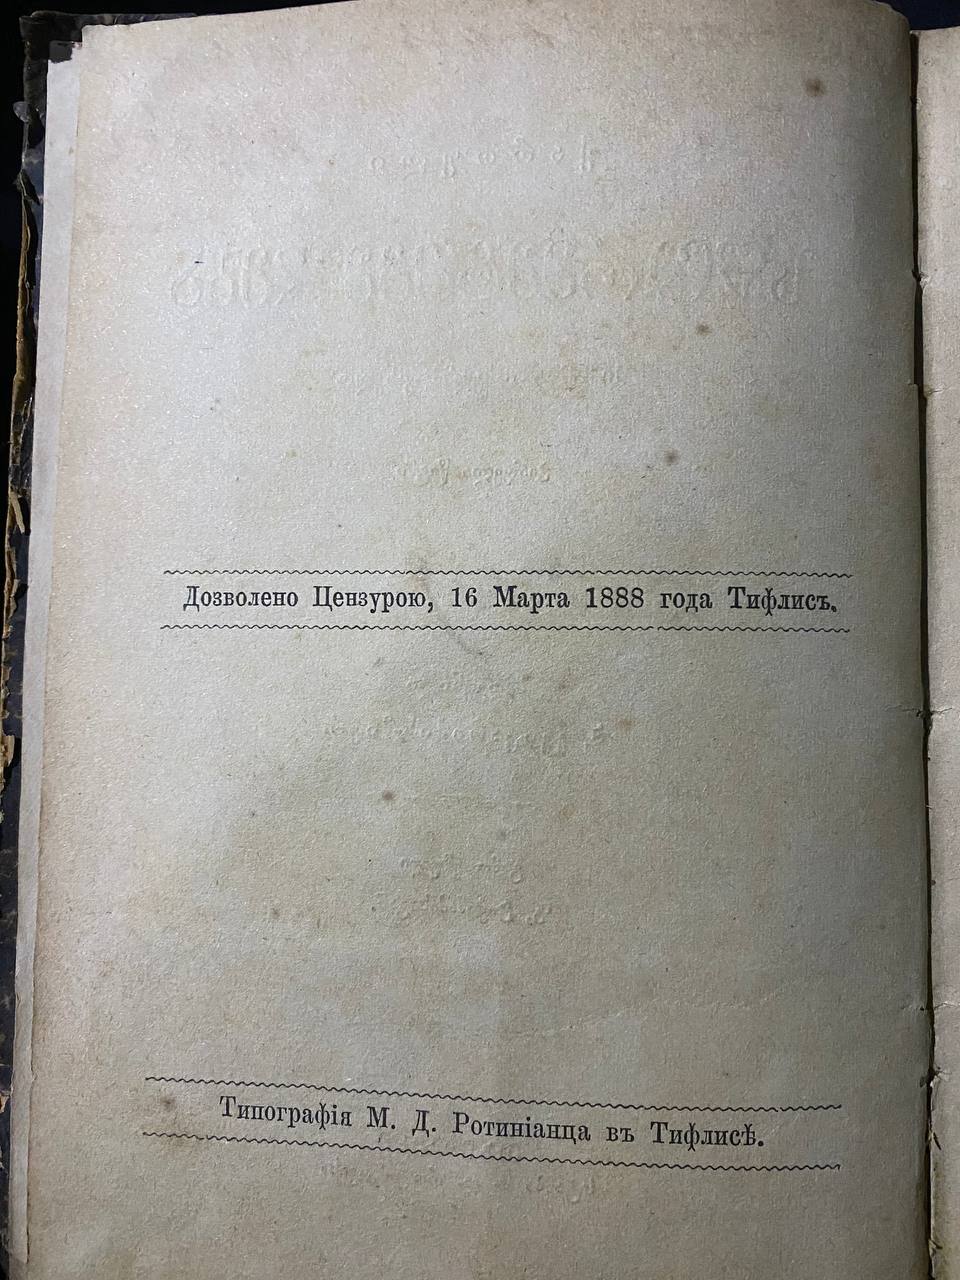 Дозволено Цензурою, 16 Марта 1888 года Тифлисъ.
Типографія М. Д. Ротиніанца въ Тифлисѣ.